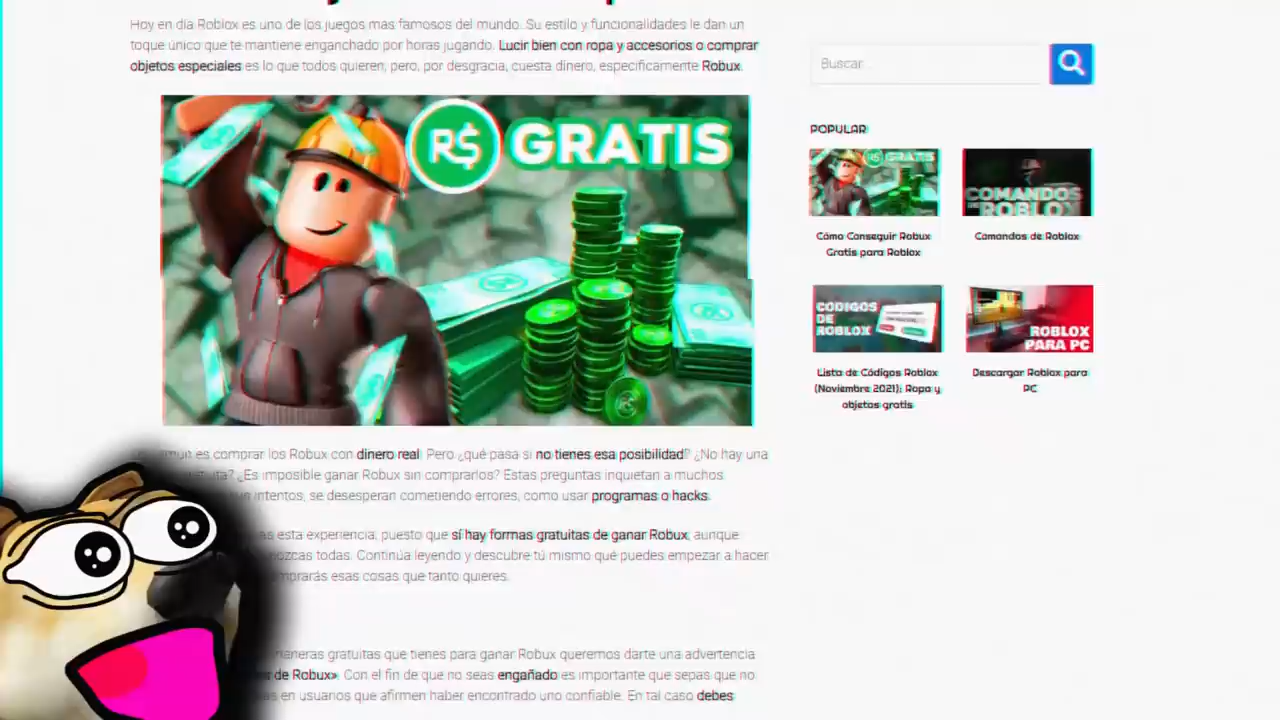 Hoy en día Roblox es uno de los juegos mas famosos del mundo. Su estilo y funcionalidades le dan un
toque único que te mantiene enganchado por horas jugando. Lucir bien con ropa y accesorios o comprar
objetos especiales es lo que todos quieren, pero, por desgracia, cuesta dinero, específicamente Robux.
R$ GRATIS
es comprar los Robux con dinero real. Pero ¿qué pasa si no tienes esa posibilidad? ¿No hay una
¿Es imposible ganar Robux sin comprarlos? Estas preguntas inquietan a muchos
intentos, se desesperan cometiendo errores, como usar programas o hacks.
esta experiencia, puesto que sí hay formas gratuitas de ganar Robux, aunque
todas. Continúa leyendo y descubre tú mismo qué puedes empezar a hacer
esas cosas que tanto quieres.
maneras gratuitas que tienes para ganar Robux queremos darte una advertencia
de Robux». Con el fin de que no seas engañado es importante que sepas que no
en usuarios que afirmen haber encontrado uno confiable. En tal caso debes
Buscar...
POPULAR
R$ GRATIS
COMANDOS
DE ROBLOX
Cómo Conseguir Robux
Gratis para Roblox
Comandos de Roblox
CODIGOS
DE
ROBLOX
ROBLOX
PARA PC
Lista de Códigos Roblox
(Noviembre 2021); Ropa y
objetos gratis
Descargar Roblox para
PC